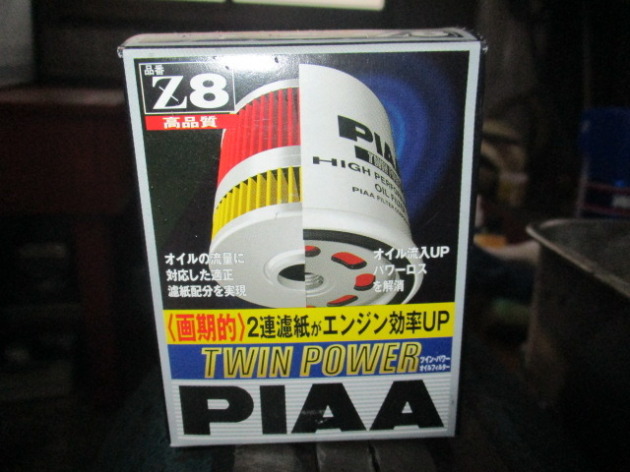 品番
Z8
高品質
PIAA
TWIN
HIGH
OIL
PIAA FILTER
オイルの流量に
対応した適正
濾紙配分を実現
オイル流入UP
パワーロス
を解消
〈画期的〉2連濾紙がエンジン効率UP
TWIN POWER
ツイン・パワー
オイルフィルター
PIAA